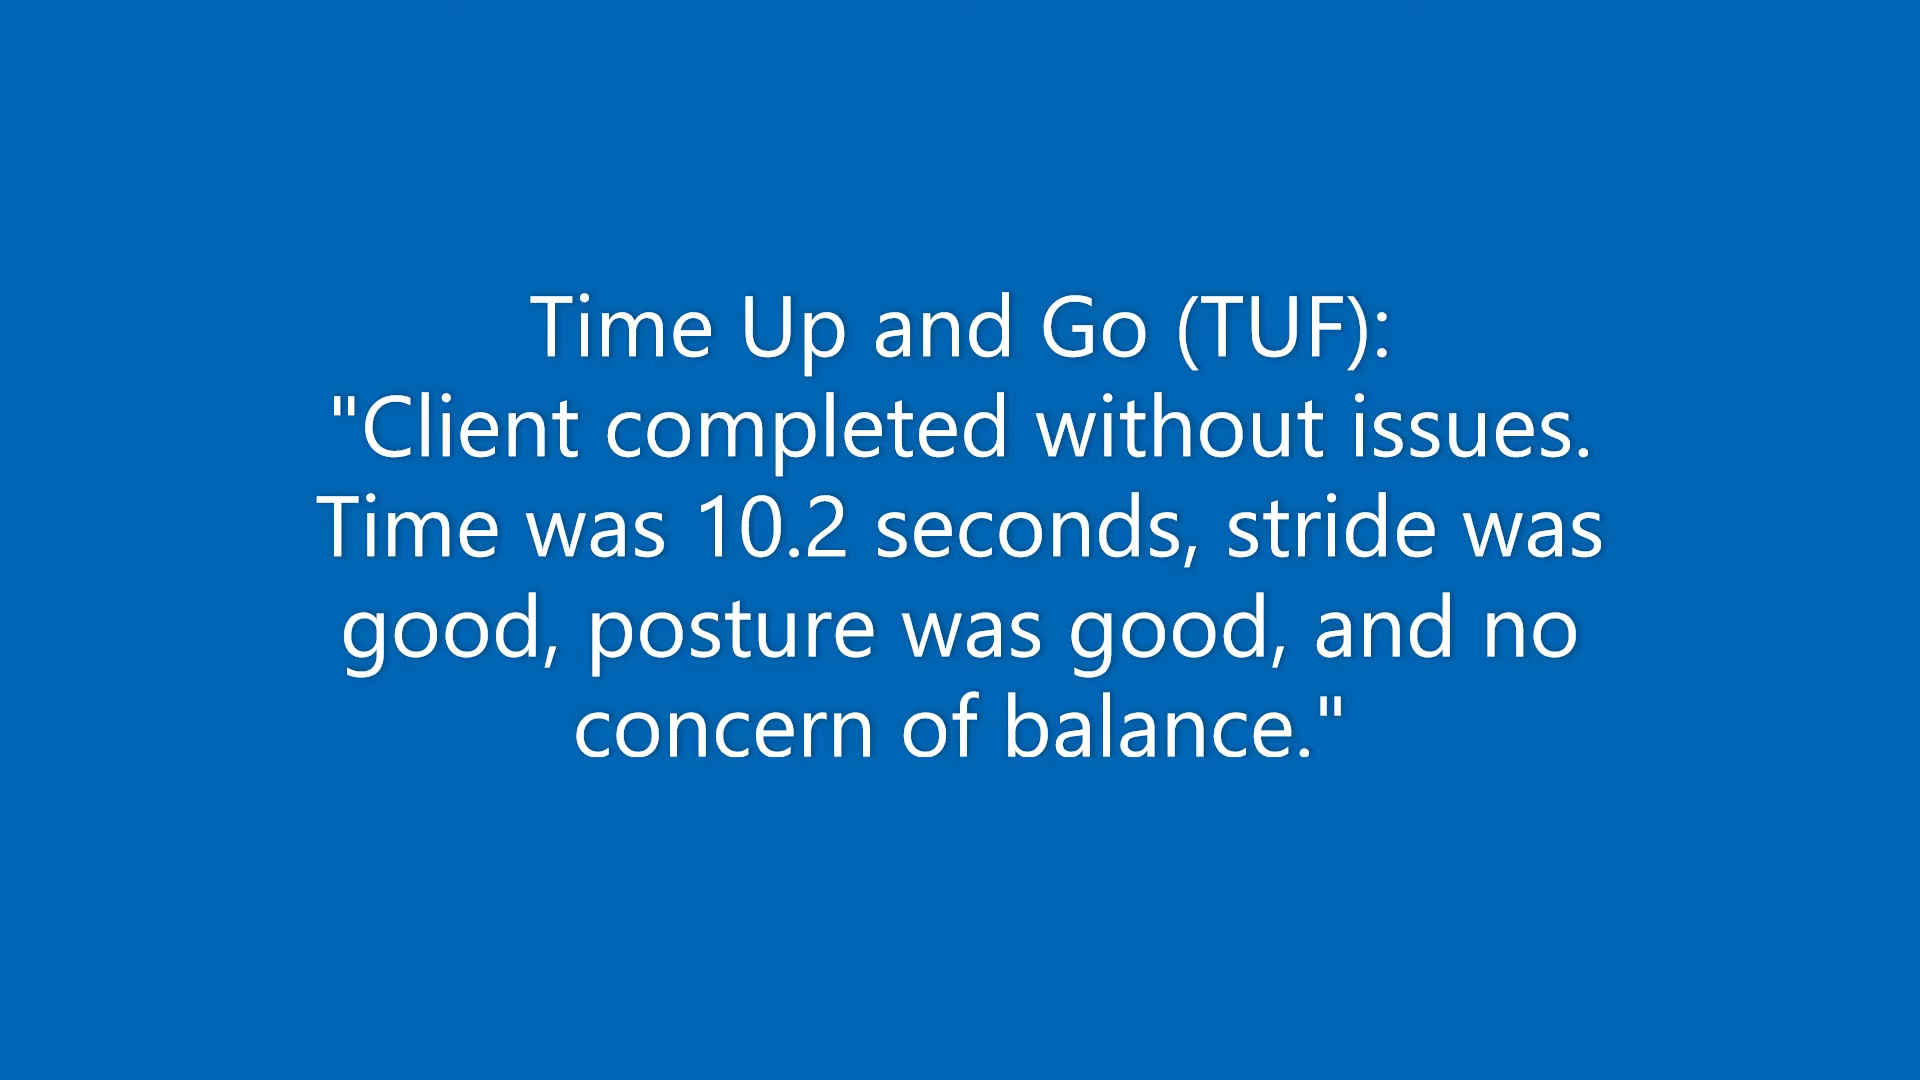 Time Up and Go (TUF):
"Client completed without issues.
Time was 10.2 seconds, stride was
good, posture was good, and no
concern of balance."